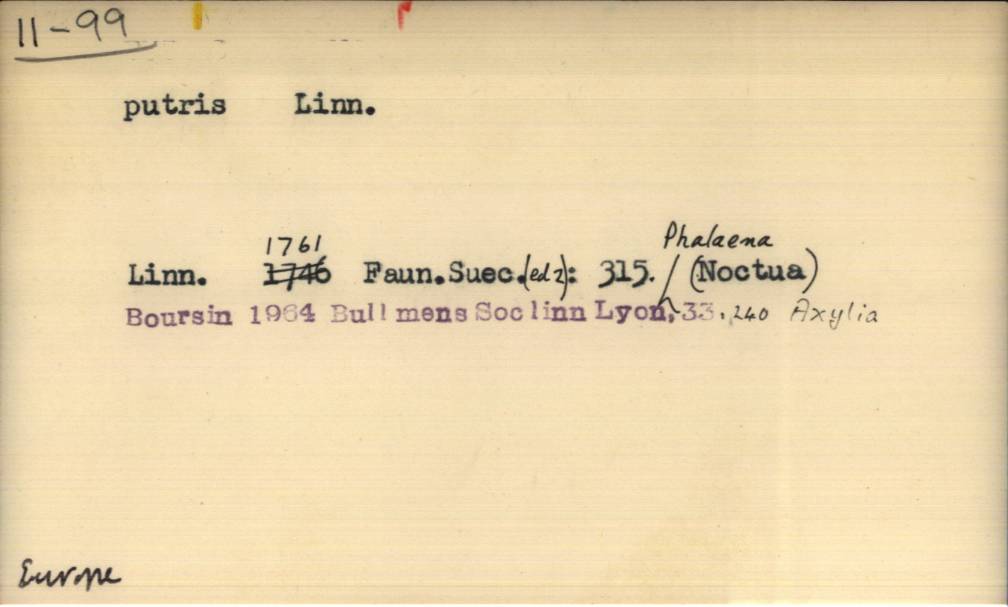 11-99
putris Linn.
Linn. 1746 1761 Faun.Suec.(ed 2): 315. Phalaena (Noctua)
Boursin 1964 Bull mens Soc linn Lyon, 33, 240 Axylia
Europe